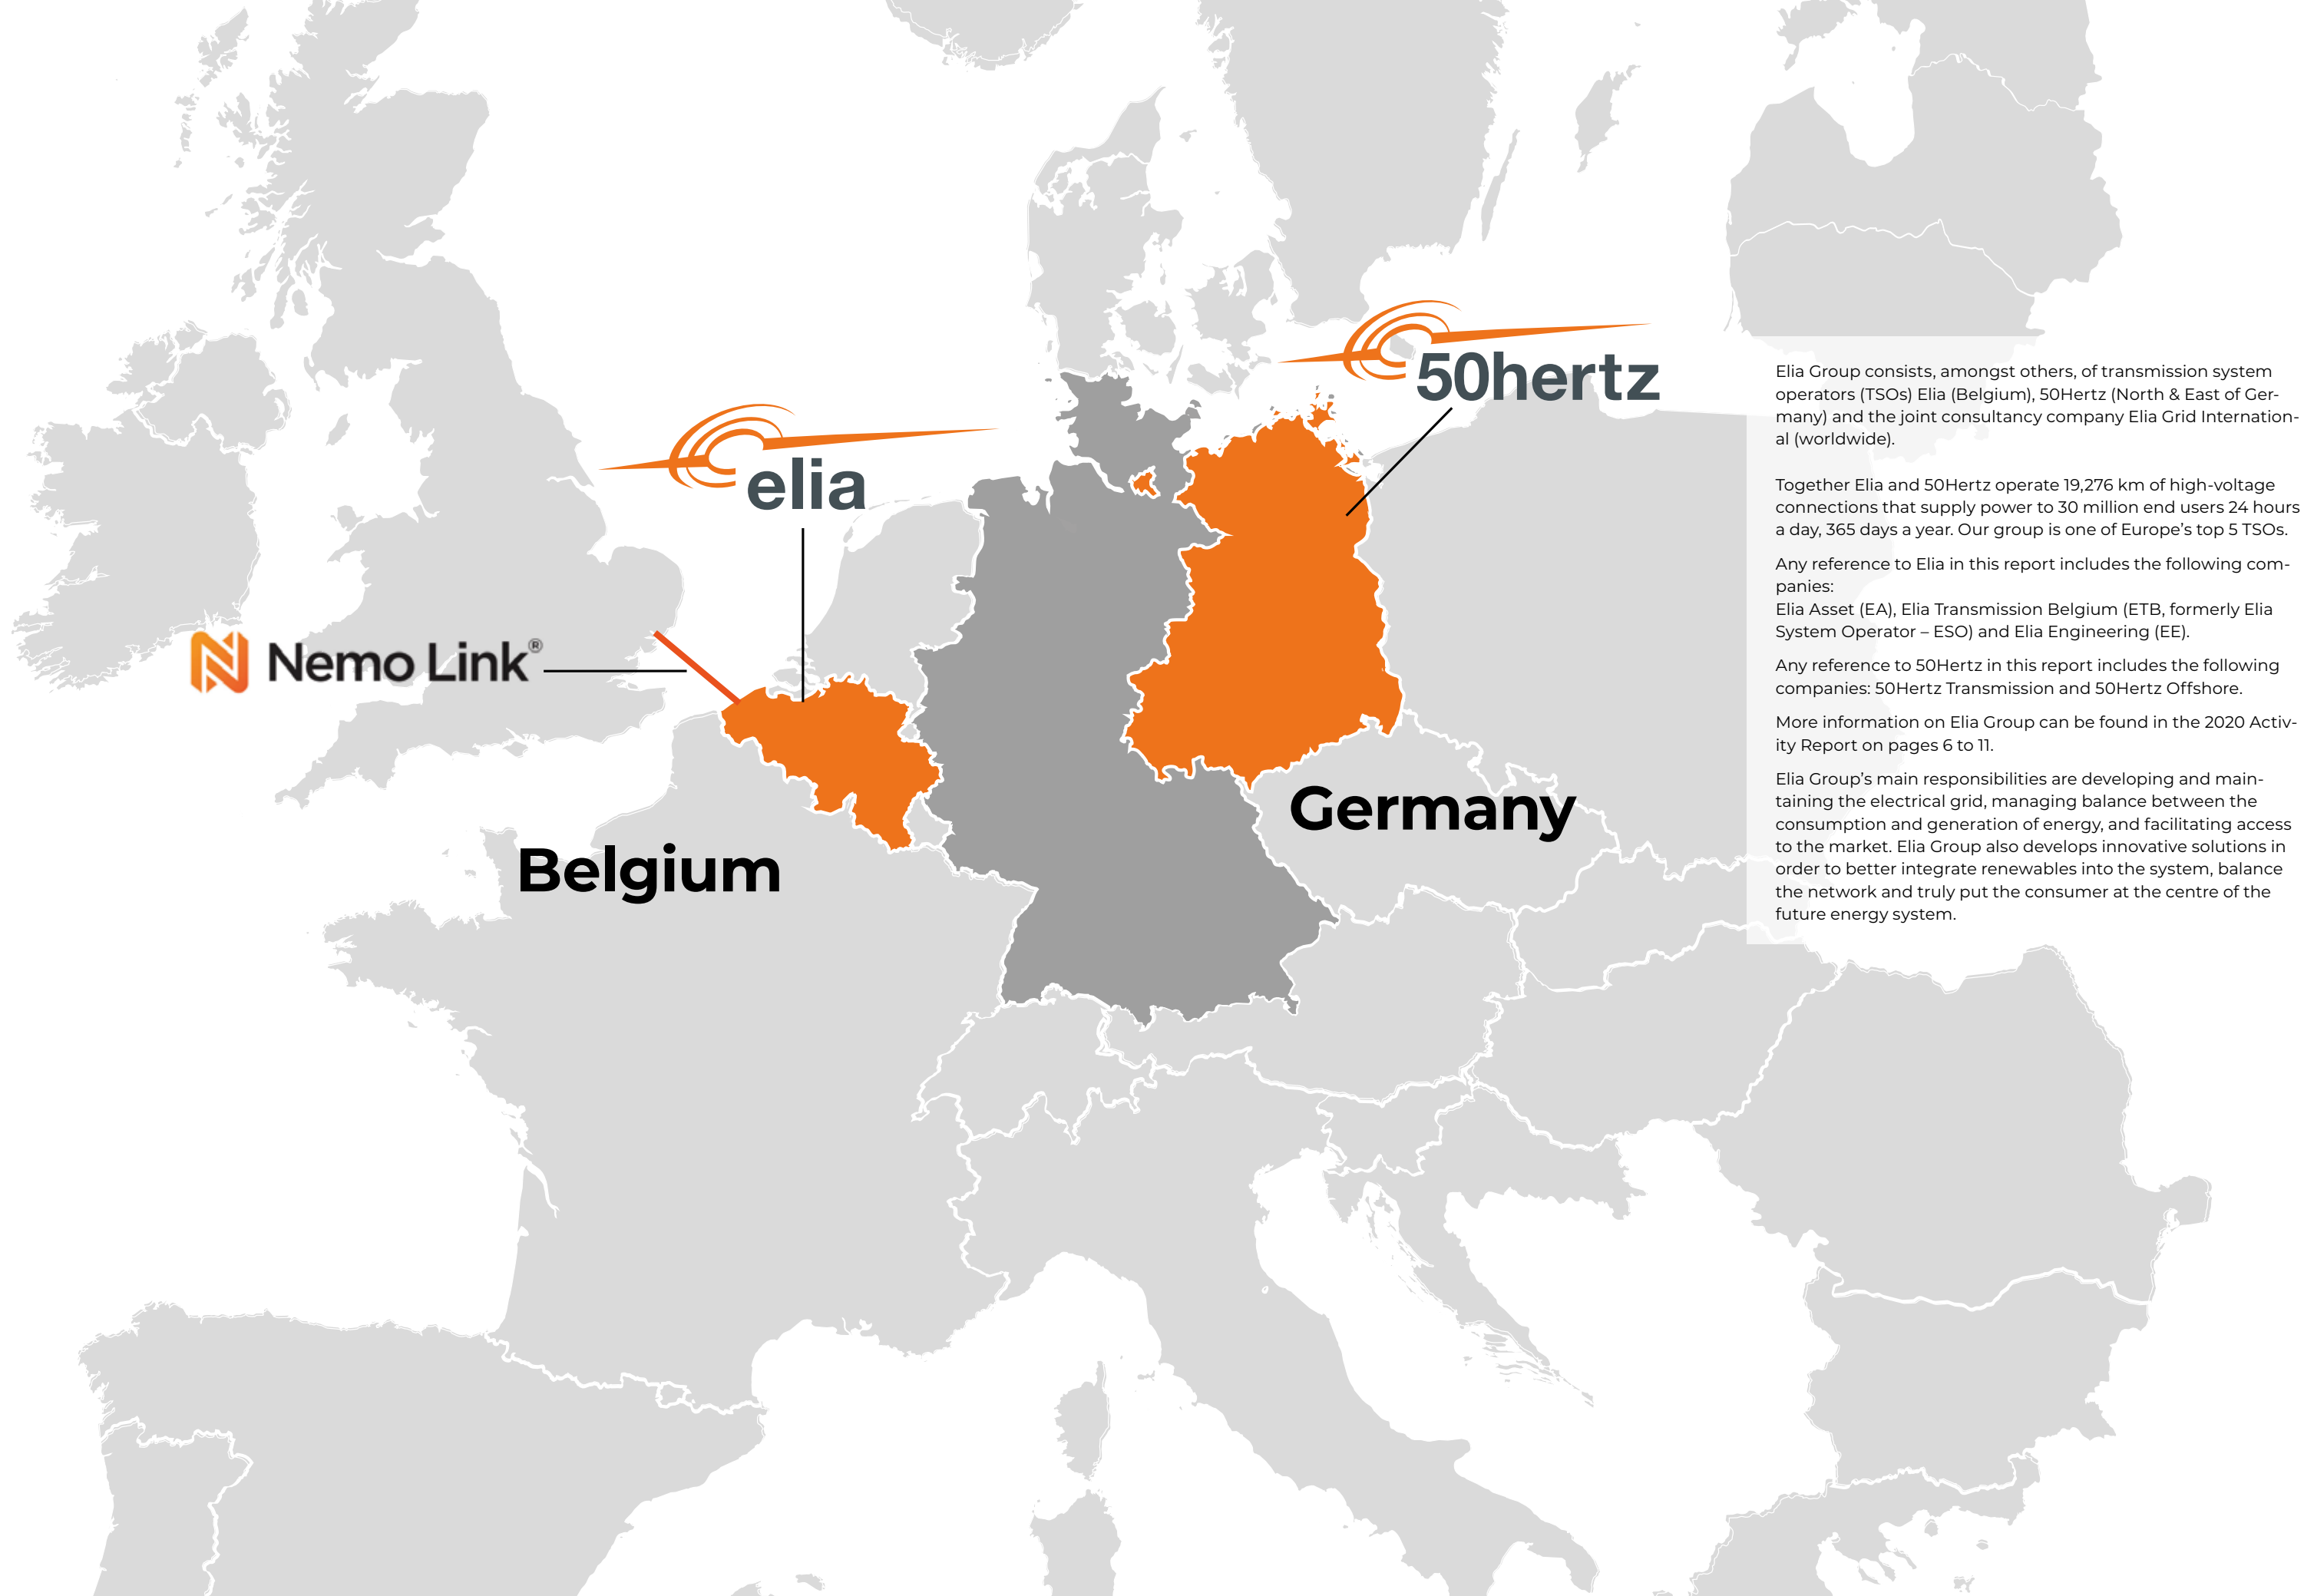 50hertz
elia
Nemo Link®
Germany
Belgium
Elia Group consists, amongst others, of transmission system
operators (TSOs) Elia (Belgium), 50Hertz (North & East of Ger-
many) and the joint consultancy company Elia Grid Internation-
al (worldwide).
Together Elia and 50Hertz operate 19,276 km of high-voltage
connections that supply power to 30 million end users 24 hours
a day, 365 days a year. Our group is one of Europe’s top 5 TSOs.
Any reference to Elia in this report includes the following com-
panies:
Elia Asset (EA), Elia Transmission Belgium (ETB, formerly Elia
System Operator – ESO) and Elia Engineering (EE).
Any reference to 50Hertz in this report includes the following
companies: 50Hertz Transmission and 50Hertz Offshore.
More information on Elia Group can be found in the 2020 Activ-
ity Report on pages 6 to 11.
Elia Group’s main responsibilities are developing and main-
taining the electrical grid, managing balance between the
consumption and generation of energy, and facilitating access
to the market. Elia Group also develops innovative solutions in
order to better integrate renewables into the system, balance
the network and truly put the consumer at the centre of the
future energy system.